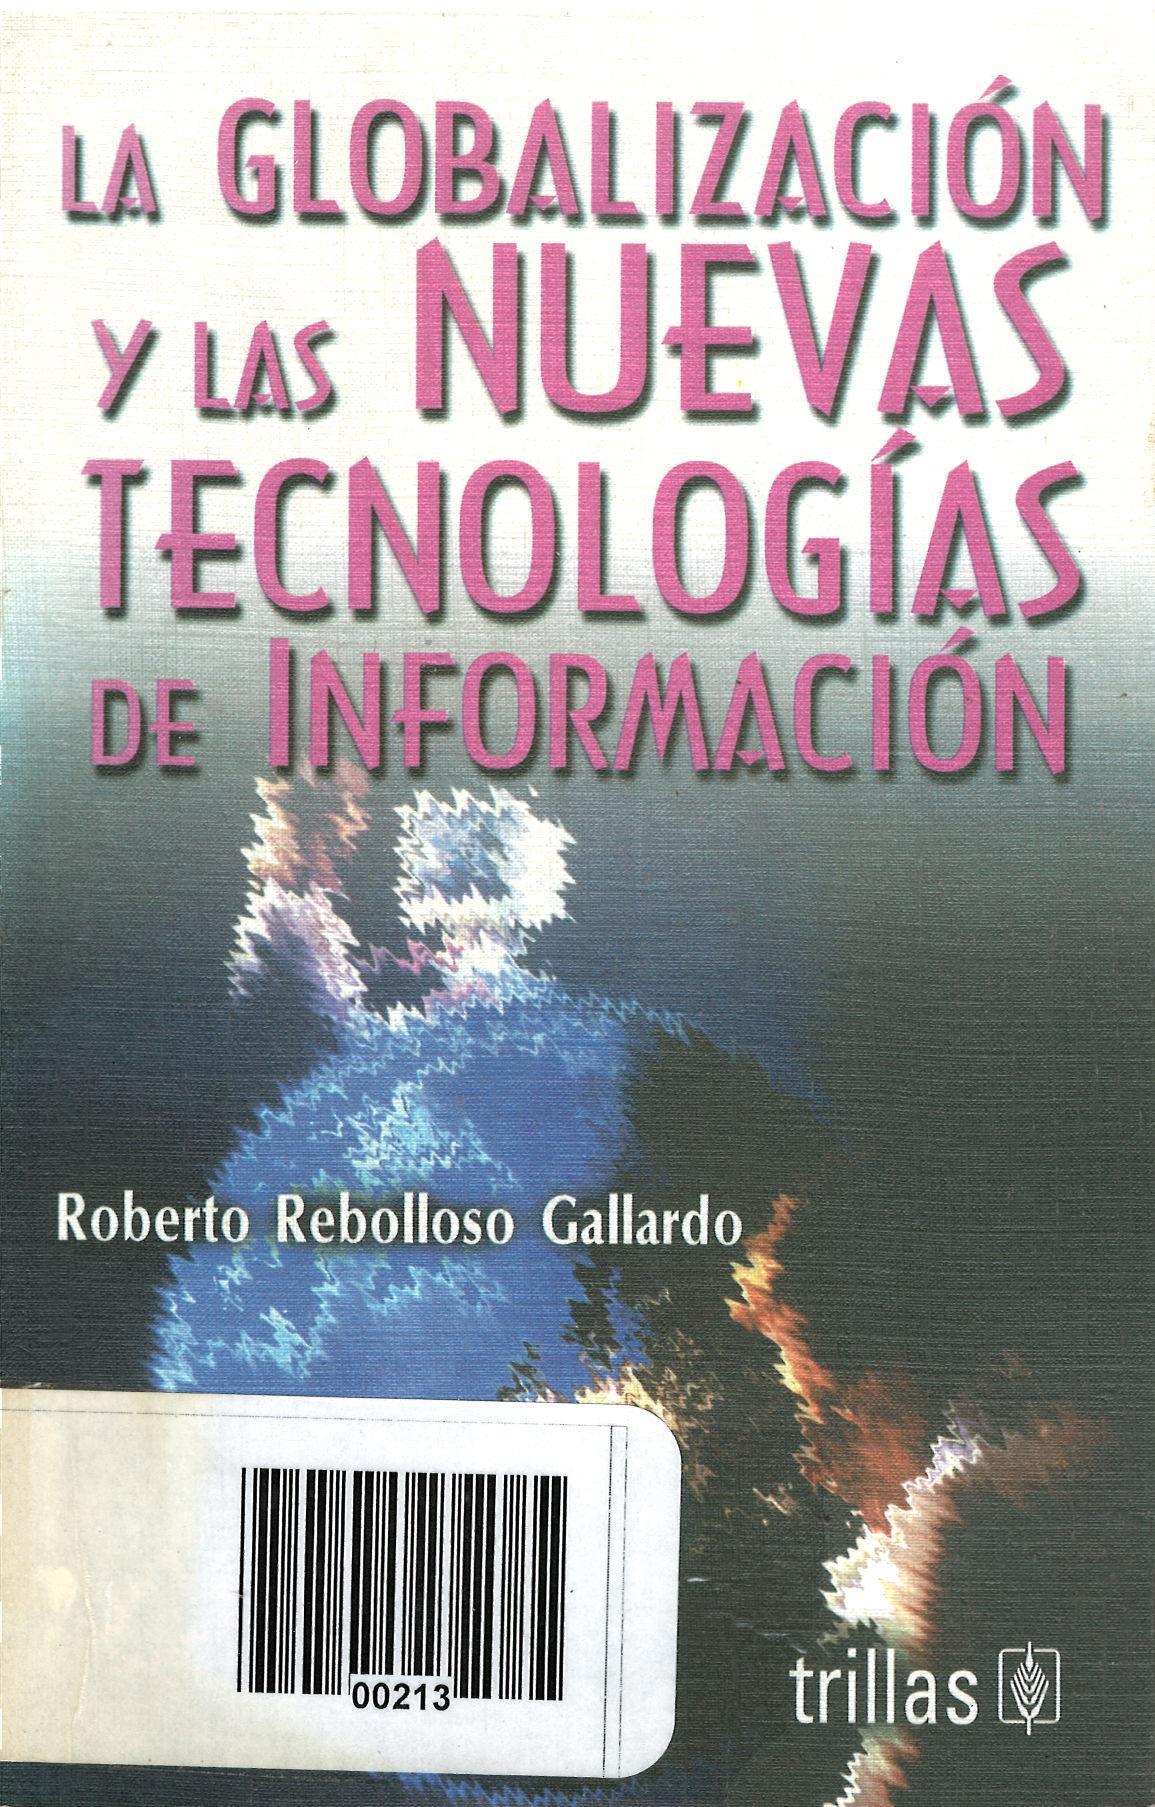 LA GLOBALIZACIÓN
Y LAS NUEVAS
TECNOLOGÍAS
DE INFORMACIÓN
Roberto Rebolloso Gallardo
00213
trillas